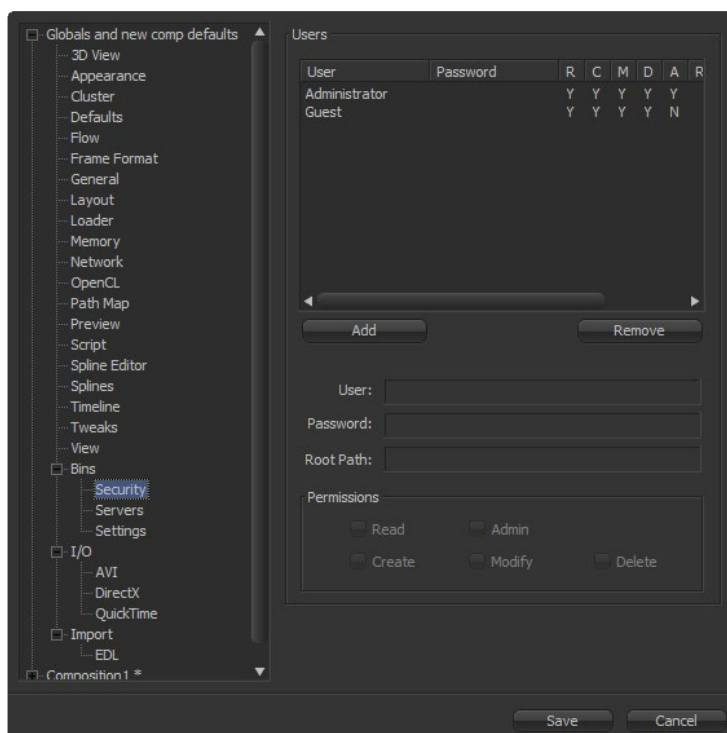 Globals and new comp defaults
3D View
Appearance
Cluster
Defaults
Flow
Frame Format
General
Layout
Loader
Memory
Network
OpenCL
Path Map
Preview
Script
Spline Editor
Splines
Timeline
Tweaks
View
Bins
Security
Servers
Settings
I/O
AVI
DirectX
QuickTime
Import
EDL
Composition1 *
Users
User Password R C M D A R
Administrator Y Y Y Y Y
Guest Y Y Y Y N
Add Remove
User:
Password:
Root Path:
Permissions
Read Admin
Create Modify Delete
Save Cancel